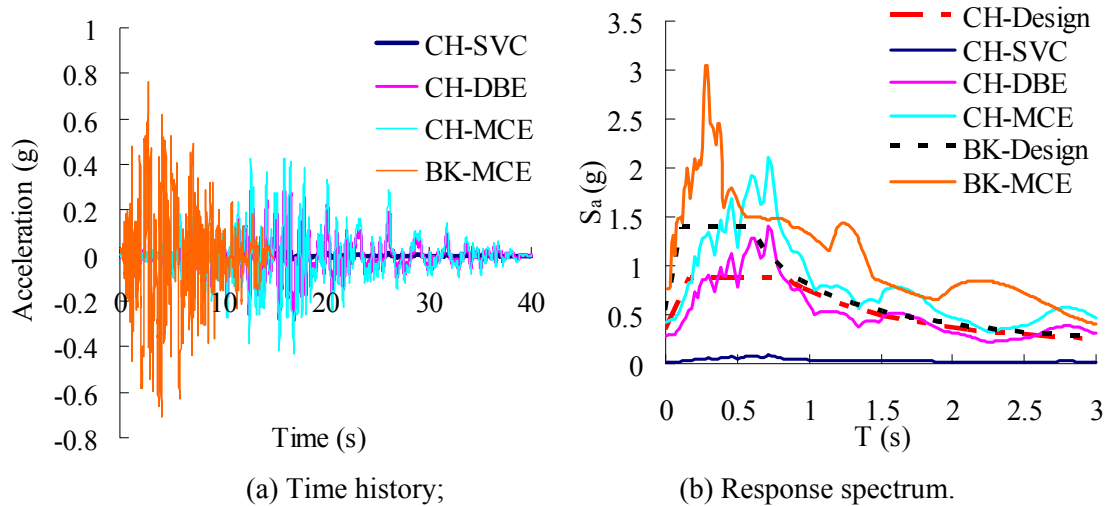 1
0.8
0.6
0.4
0.2
0
-0.2
-0.4
-0.6
-0.8
Acceleration (g)
0 10 20 30 40
Time (s)
CH-SVC
CH-DBE
CH-MCE
BK-MCE
(a) Time history;
3.5
3
2.5
2
1.5
1
0.5
0
Sa (g)
0 0.5 1 1.5 2 2.5 3
T (s)
CH-Design
CH-SVC
CH-DBE
CH-MCE
BK-Design
BK-MCE
(b) Response spectrum.